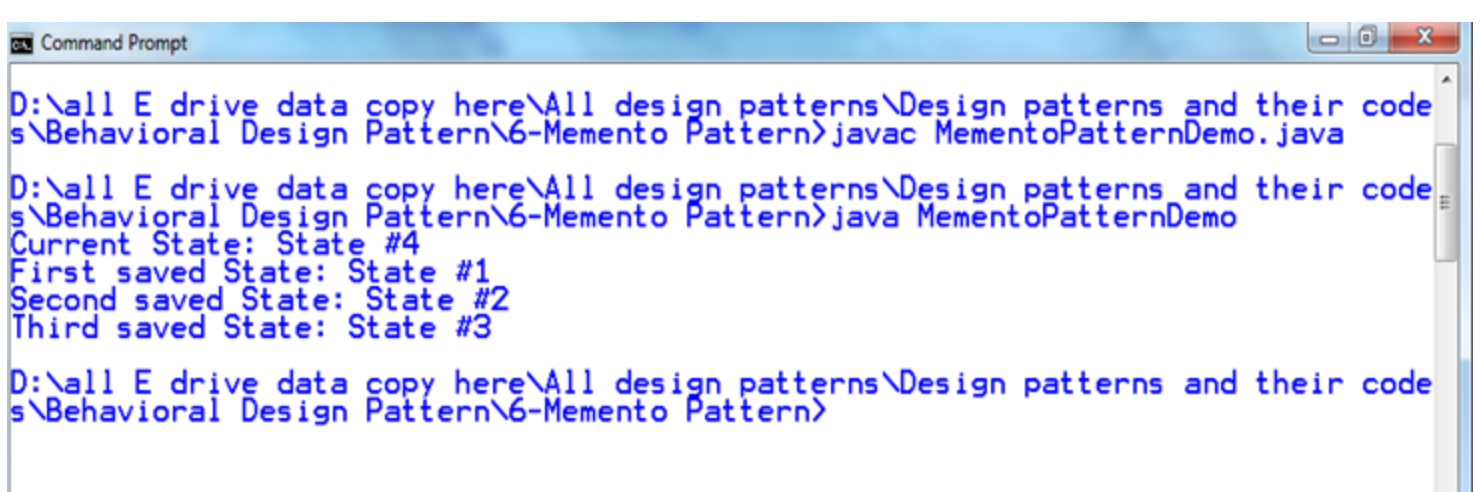 Command Prompt
D:\all E drive data copy here\All design patterns\Design patterns and their code
s\Behavioral Design Pattern\6-Memento Pattern>javac MementoPatternDemo.java
D:\all E drive data copy here\All design patterns\Design patterns and their code
s\Behavioral Design Pattern\6-Memento Pattern>java MementoPatternDemo
Current State: State #4
First saved State: State #1
Second saved State: State #2
Third saved State: State #3
D:\all E drive data copy here\All design patterns\Design patterns and their code
s\Behavioral Design Pattern\6-Memento Pattern>